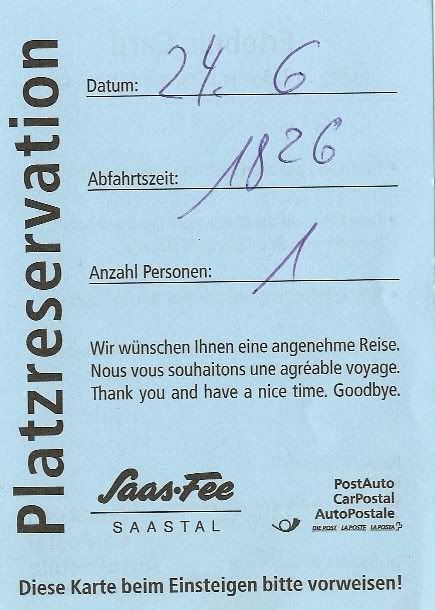 Platzreservation
Datum: 24. 6
Abfahrtszeit: 1826
Anzahl Personen: 1
Wir wünschen Ihnen eine angenehme Reise.
Nous vous souhaitons une agréable voyage.
Thank you and have a nice time. Goodbye.
Saas-Fee
SAASTAL
PostAuto
CarPostal
AutoPostale
DIE POST LA POSTE LA POSTA
Diese Karte beim Einsteigen bitte vorweisen!